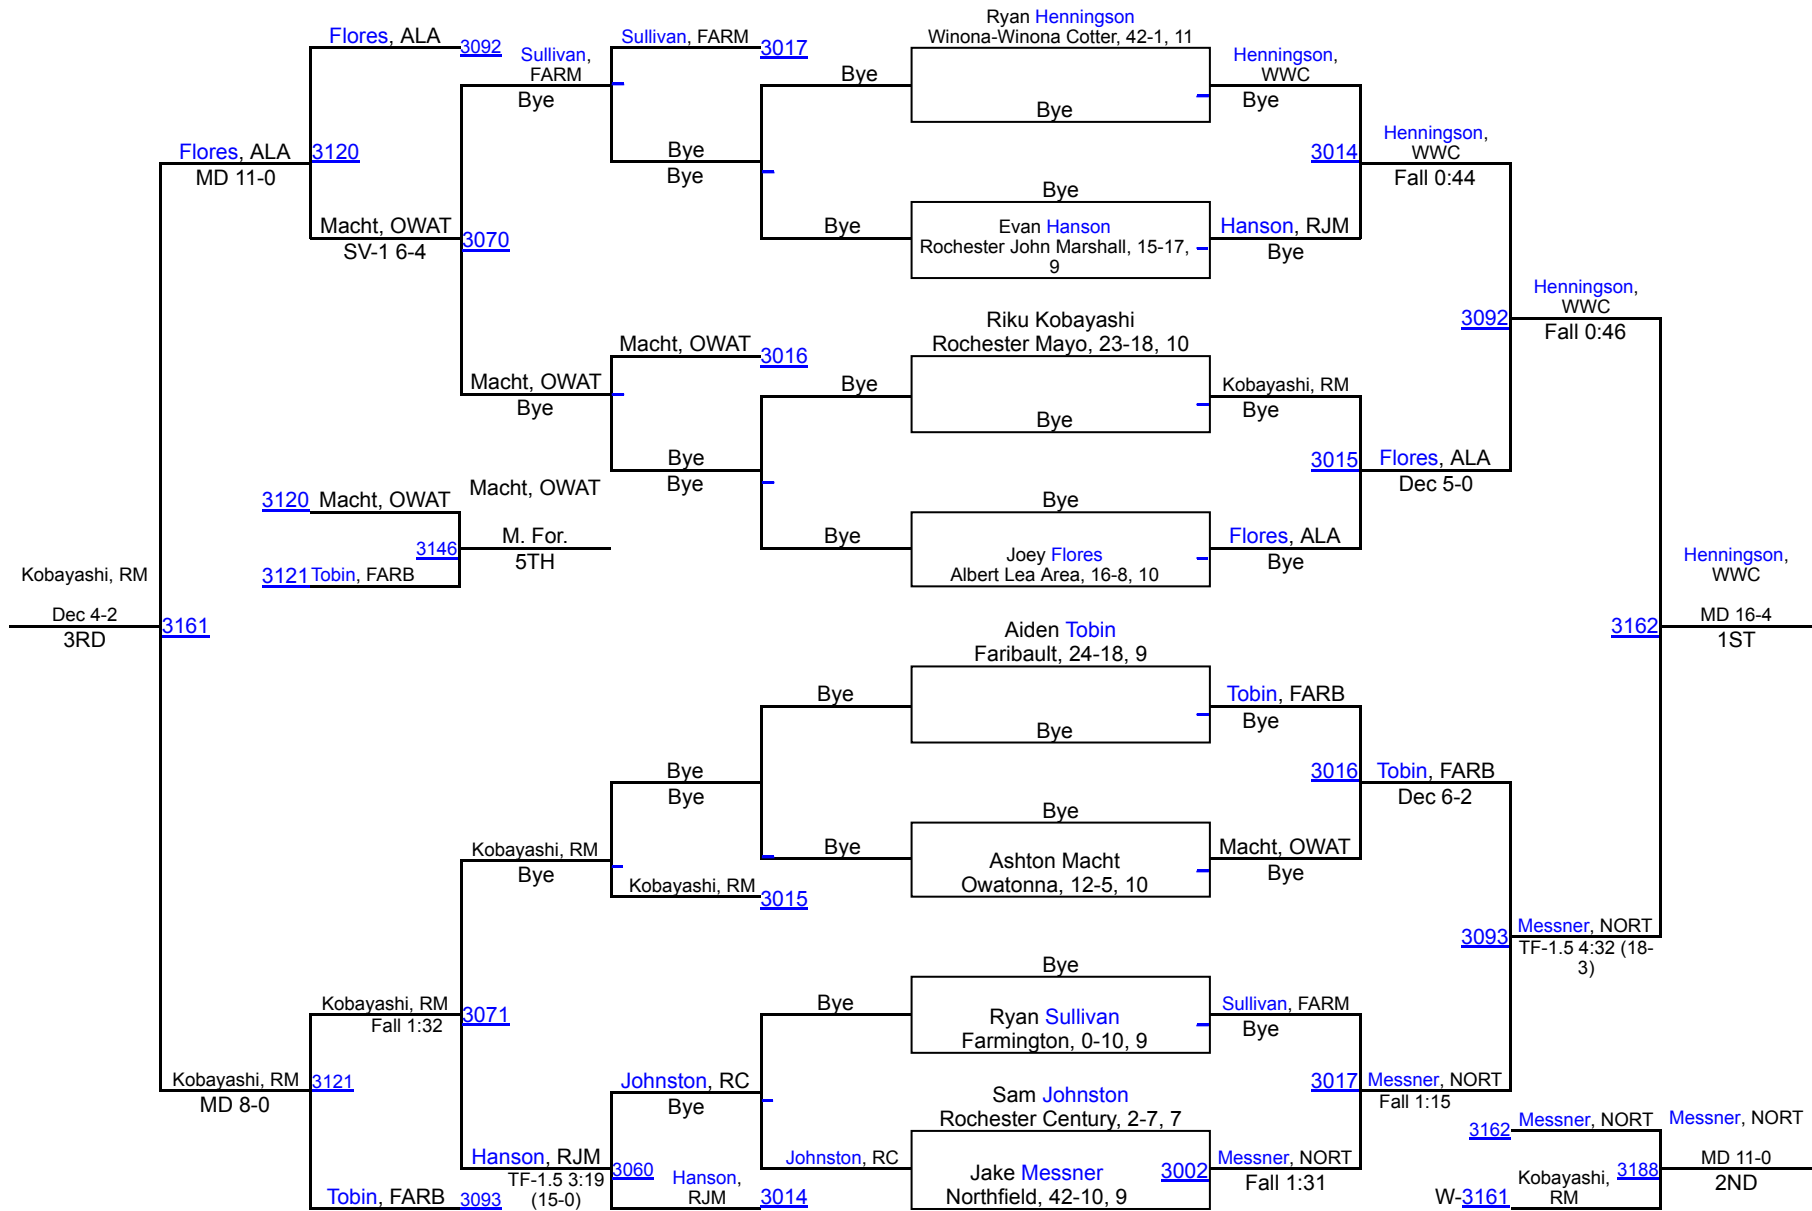 Flores, ALA
3092
Sullivan,
FARM
Bye
Sullivan, FARM
3017
Bye
Ryan Henningson
Winona-Winona Cotter, 42-1, 11
Bye
Henningson,
WWC
Bye
Flores, ALA
MD 11-0
3120
Bye
Bye
3014
Henningson,
WWC
Fall 0:44
Macht, OWAT
SV-1 6-4
3070
Bye
Bye
Evan Hanson
Rochester John Marshall, 15-17,
9
Hanson, RJM
Bye
3092
Henningson,
WWC
Fall 0:46
Macht, OWAT
3016
Riku Kobayashi
Rochester Mayo, 23-18, 10
Macht, OWAT
Bye
Bye
Bye
Kobayashi, RM
Bye
Bye
Bye
3015
Flores, ALA
Dec 5-0
3120
Macht, OWAT
Macht, OWAT
3146
M. For.
5TH
3121
Tobin, FARB
Bye
Bye
Joey Flores
Albert Lea Area, 16-8, 10
Flores, ALA
Bye
Kobayashi, RM
Dec 4-2
3RD
3161
Henningson,
WWC
3162
MD 16-4
1ST
Aiden Tobin
Faribault, 24-18, 9
Bye
Bye
Tobin, FARB
Bye
Bye
Bye
3016
Tobin, FARB
Dec 6-2
Kobayashi, RM
Bye
Bye
Bye
Ashton Macht
Owatonna, 12-5, 10
Macht, OWAT
Bye
Kobayashi, RM
3015
3093
Messner, NORT
TF-1.5 4:32 (18-
3)
Kobayashi, RM
Fall 1:32
3071
Bye
Bye
Ryan Sullivan
Farmington, 0-10, 9
Sullivan, FARM
Bye
Kobayashi, RM
MD 8-0
3121
Johnston, RC
Bye
Sam Johnston
Rochester Century, 2-7, 7
3017
Messner, NORT
Fall 1:15
Hanson, RJM
TF-1.5 3:19
(15-0)
3060
Hanson,
RJM
3014
Johnston, RC
Jake Messner
Northfield, 42-10, 9
3002
Messner, NORT
Fall 1:31
Tobin, FARB
3093
3162
Messner, NORT
Messner, NORT
W-3161
Kobayashi,
RM
3188
MD 11-0
2ND